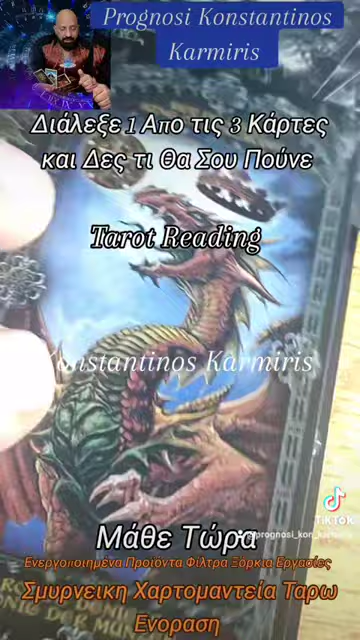 Prognosi Konstantinos
Karmiris
Διάλεξε 1 Απο τις 3 Κάρτες
και Δες τι Θα Σου Πούνε
Tarot Reading
Konstantinos Karmiris
Μάθε Τώρα
TikTok
Ενεργοποιημένα Προϊόντα Φίλτρα Ξόρκια Εργασίες
Σμυρνεικη Χαρτομαντεία Ταρω
Ενοραση